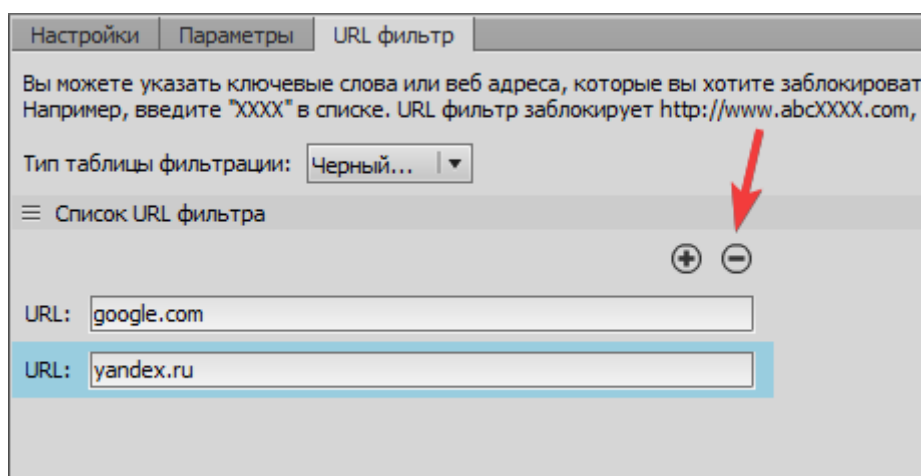 Настройки Параметры URL фильтр
Вы можете указать ключевые слова или веб адреса, которые вы хотите заблокироват
Например, введите "XXXX" в списке. URL фильтр заблокирует http://www.abcXXXX.com,
Тип таблицы фильтрации: Черный...
Список URL фильтра
URL: google.com
URL: yandex.ru